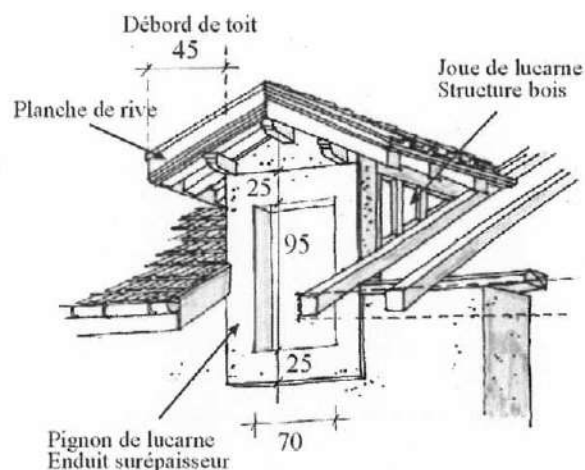 Débord de toit
45
Planche de rive
Joue de lucarne
Structure bois
25
95
25
70
Pignon de lucarne
Enduit surépaisseur